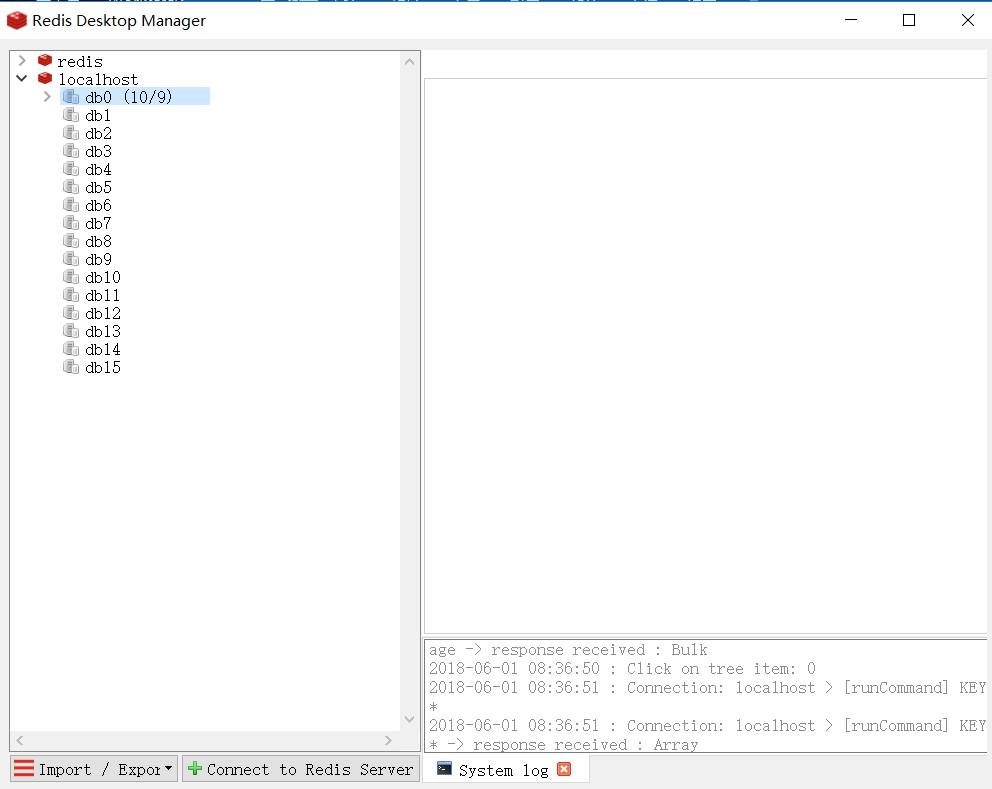 Redis Desktop Manager
redis
localhost
db0 (10/9)
db1
db2
db3
db4
db5
db6
db7
db8
db9
db10
db11
db12
db13
db14
db15
age -> response received : Bulk
2018-06-01 08:36:50 : Click on tree item: 0
2018-06-01 08:36:51 : Connection: localhost > [runCommand] KEY
*
2018-06-01 08:36:51 : Connection: localhost > [runCommand] KEY
* -> response received : Array
Import / Expor
Connect to Redis Server
System log